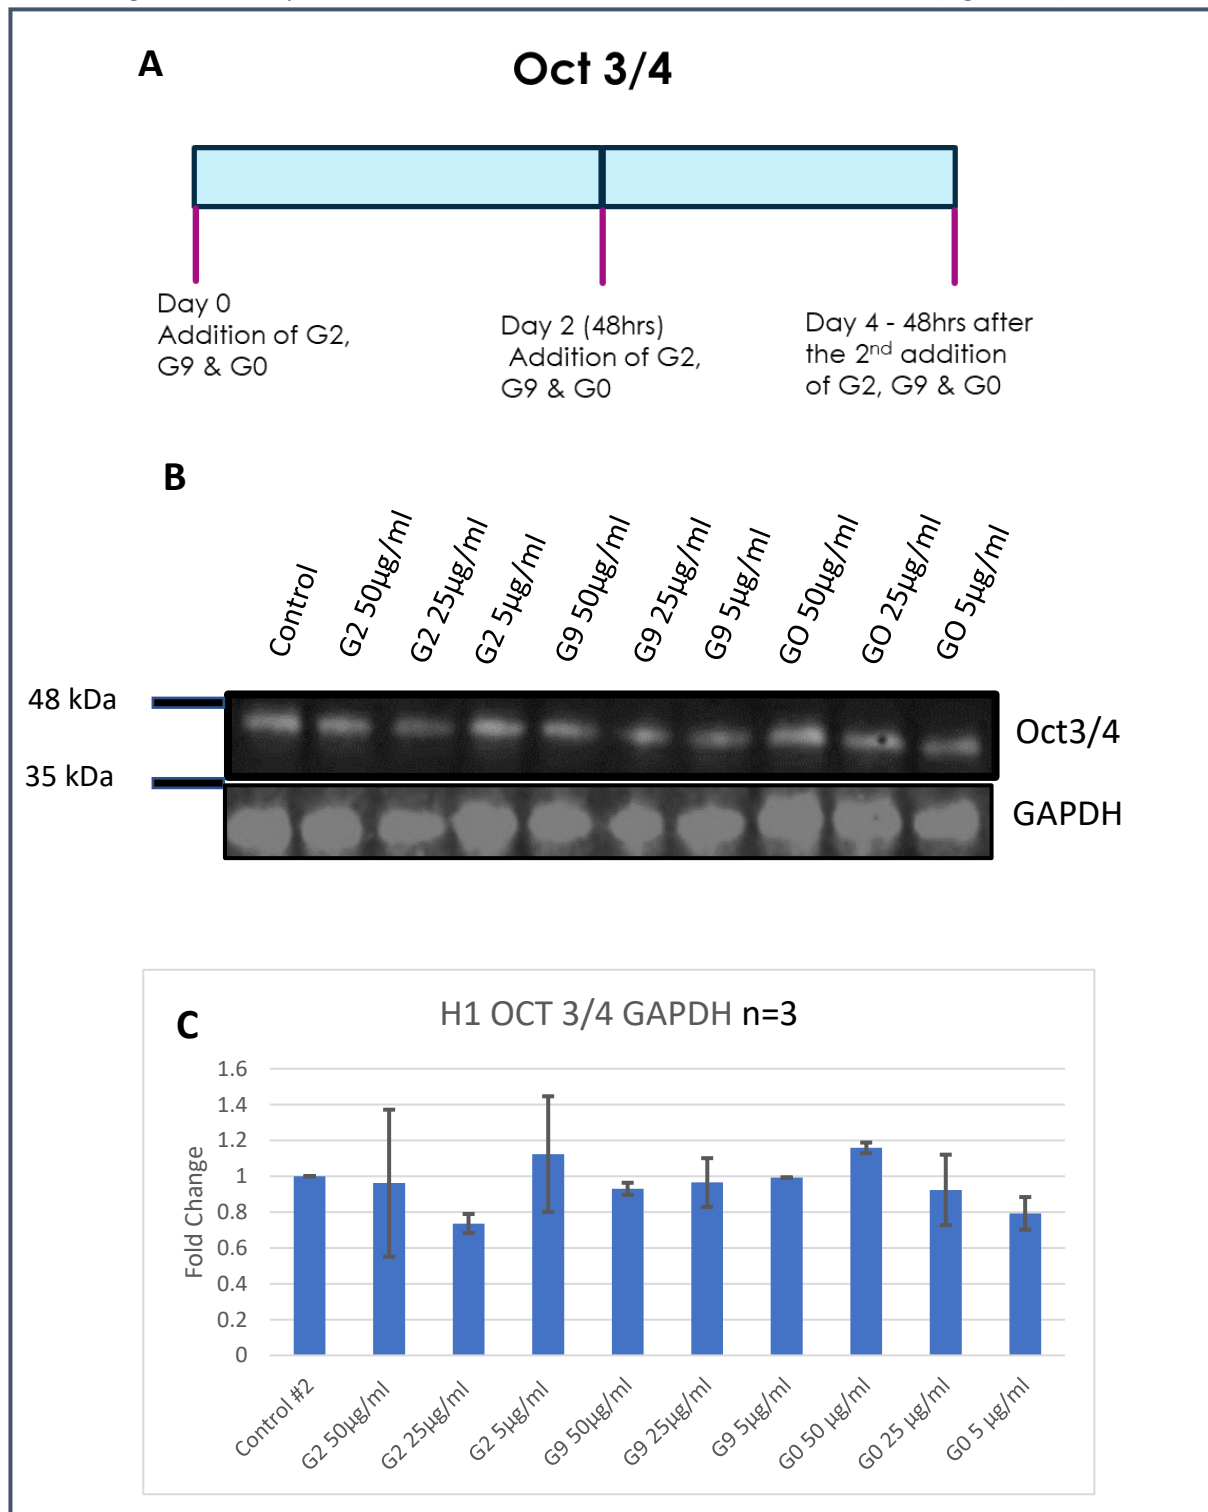 A
Oct 3/4
Day 0
Addition of G2,
G9 & G0
Day 2 (48hrs)
Addition of G2,
G9 & G0
Day 4 - 48hrs after
the 2nd addition
of G2, G9 & G0
B
Control
G2 50µg/ml
G2 25µg/ml
G2 5µg/ml
G9 50µg/ml
G9 25µg/ml
G9 5µg/ml
GO 50µg/ml
GO 25µg/ml
GO 5µg/ml
48 kDa
Oct3/4
35 kDa
GAPDH
C
H1 OCT 3/4 GAPDH n=3
Fold Change
1.6
1.4
1.2
1
0.8
0.6
0.4
0.2
0
Control #2
G2 50µg/ml
G2 25µg/ml
G2 5µg/ml
G9 50µg/ml
G9 25µg/ml
G9 5µg/ml
G0 50 µg/ml
G0 25 µg/ml
G0 5 µg/ml